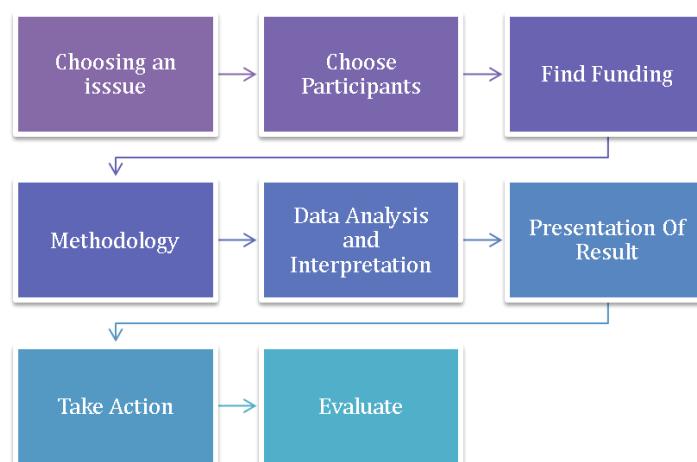 Choosing an
isssue
Choose
Participants
Find Funding
Methodology
Data Analysis
and
Interpretation
Presentation Of
Result
Take Action
Evaluate